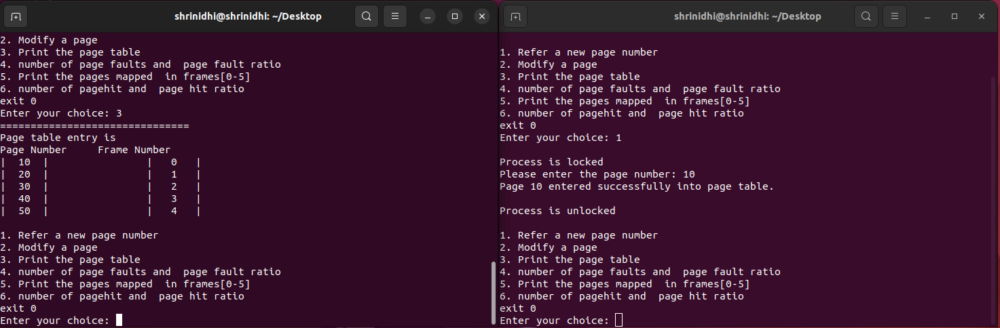 shrinidhi@shrinidhi: ~/Desktop
2. Modify a page
3. Print the page table
4. number of page faults and  page fault ratio
5. Print the pages mapped  in frames[0-5]
6. number of pagehit and  page hit ratio
exit 0
Enter your choice: 3
===============================
Page table entry is
Page Number     Frame Number
|  10  |                |   0   |
|  20  |                |   1   |
|  30  |                |   2   |
|  40  |                |   3   |
|  50  |                |   4   |
1. Refer a new page number
2. Modify a page
3. Print the page table
4. number of page faults and  page fault ratio
5. Print the pages mapped  in frames[0-5]
6. number of pagehit and  page hit ratio
exit 0
Enter your choice:
shrinidhi@shrinidhi: ~/Desktop
1. Refer a new page number
2. Modify a page
3. Print the page table
4. number of page faults and  page fault ratio
5. Print the pages mapped  in frames[0-5]
6. number of pagehit and  page hit ratio
exit 0
Enter your choice: 1
Process is locked
Please enter the page number: 10
Page 10 entered successfully into page table.
Process is unlocked
1. Refer a new page number
2. Modify a page
3. Print the page table
4. number of page faults and  page fault ratio
5. Print the pages mapped  in frames[0-5]
6. number of pagehit and  page hit ratio
exit 0
Enter your choice: